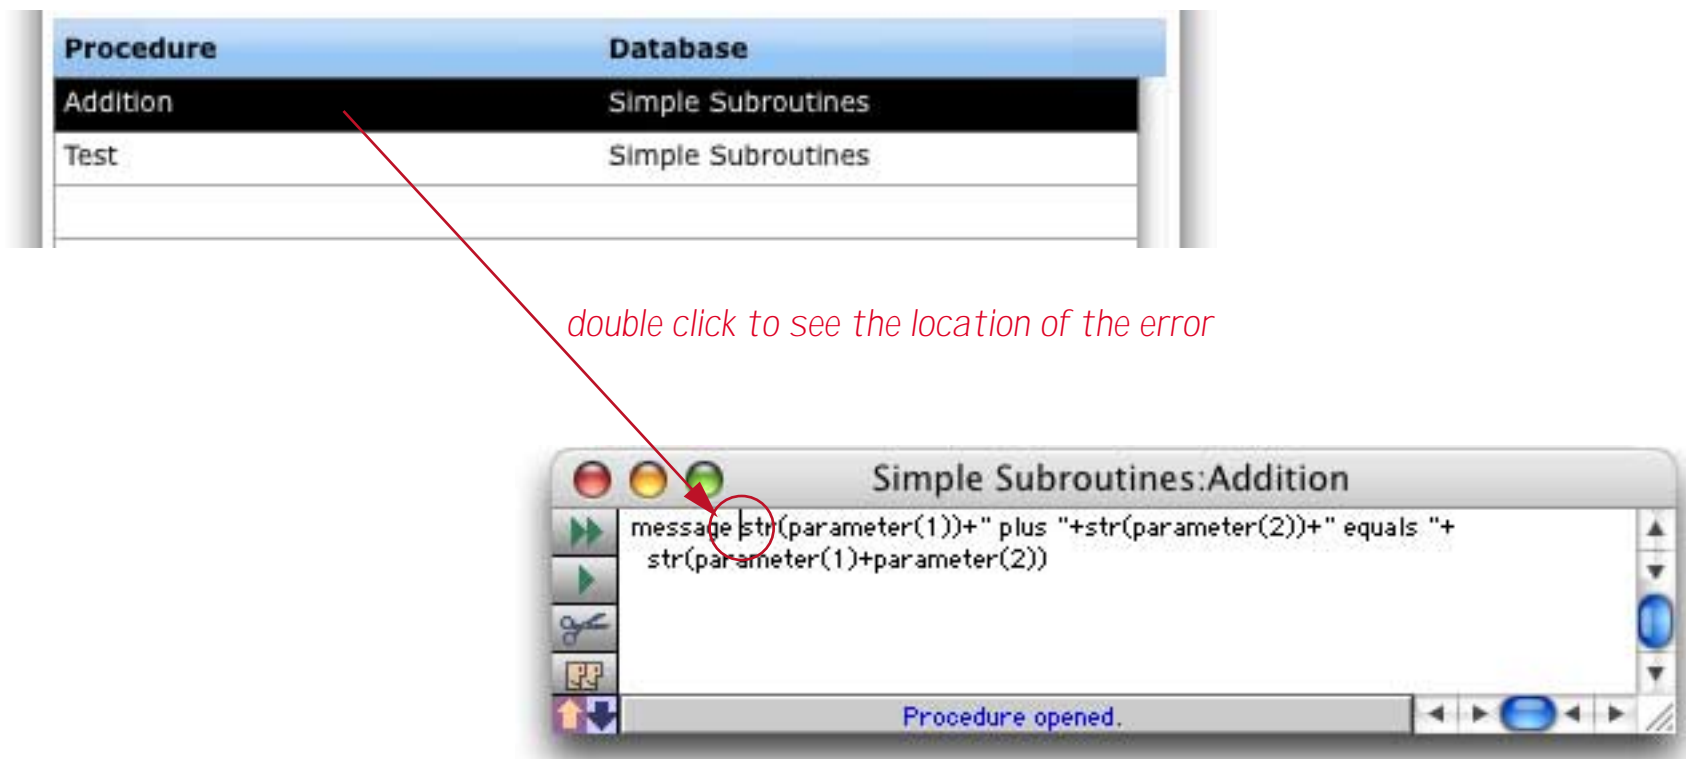 Procedure Database
Addition Simple Subroutines
Test Simple Subroutines
double click to see the location of the error
Simple Subroutines:Addition
message str(parameter(1))+" plus "+str(parameter(2))+" equals "+
str(parameter(1)+parameter(2))
Procedure opened.